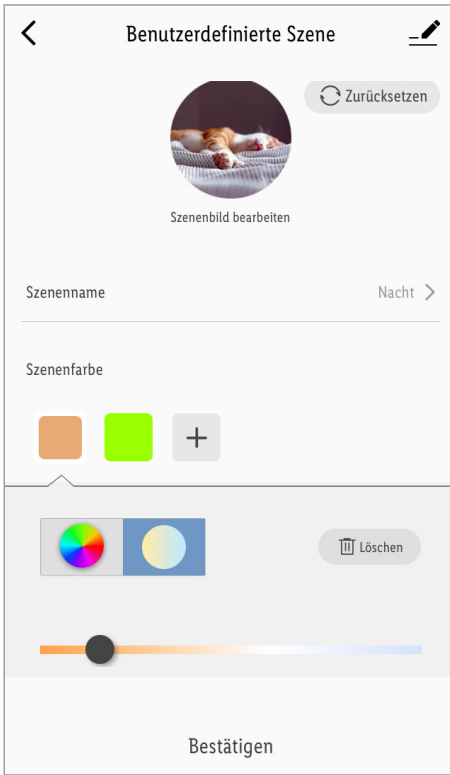 Benutzerdefinierte Szene
Zurücksetzen
Szenenbild bearbeiten
Szenenname
Nacht
Szenenfarbe
Löschen
Bestätigen